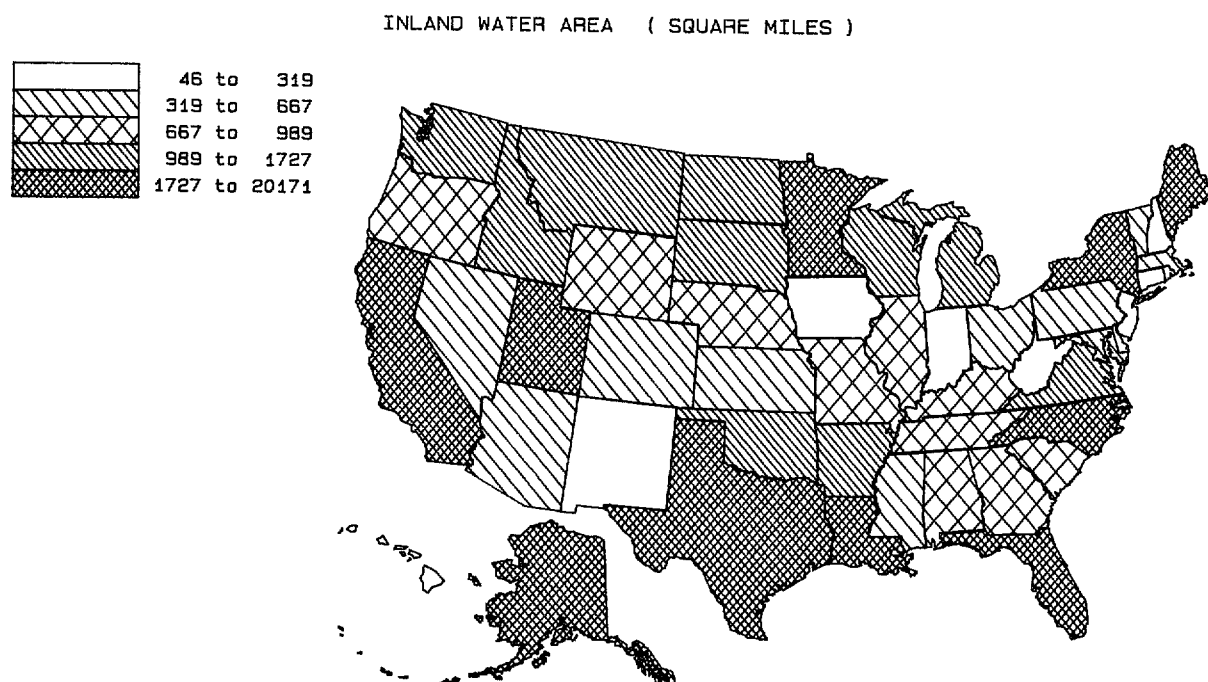 INLAND WATER AREA ( SQUARE MILES )
46 to 319
319 to 667
667 to 989
989 to 1727
1727 to 20171